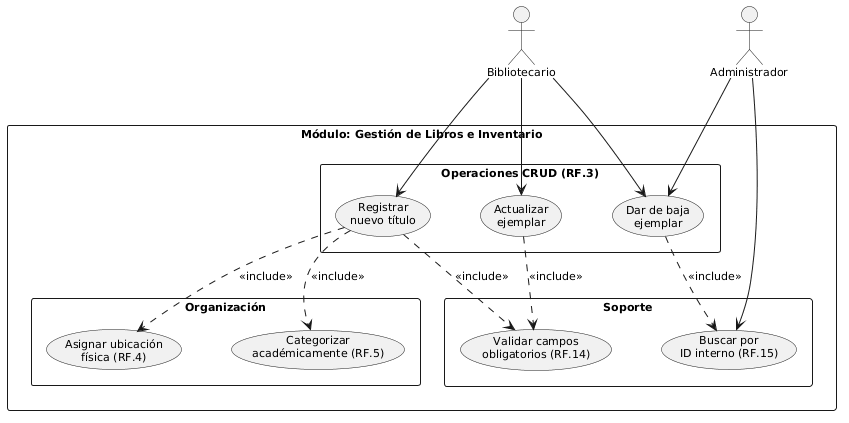 Bibliotecario
Administrador
Módulo: Gestión de Libros e Inventario
Operaciones CRUD (RF.3)
Registrar
nuevo título
Actualizar
ejemplar
Dar de baja
ejemplar
«include»
«include»
«include»
«include»
«include»
Organización
Soporte
Asignar ubicación
física (RF.4)
Categorizar
académicamente (RF.5)
Validar campos
obligatorios (RF.14)
Buscar por
ID interno (RF.15)